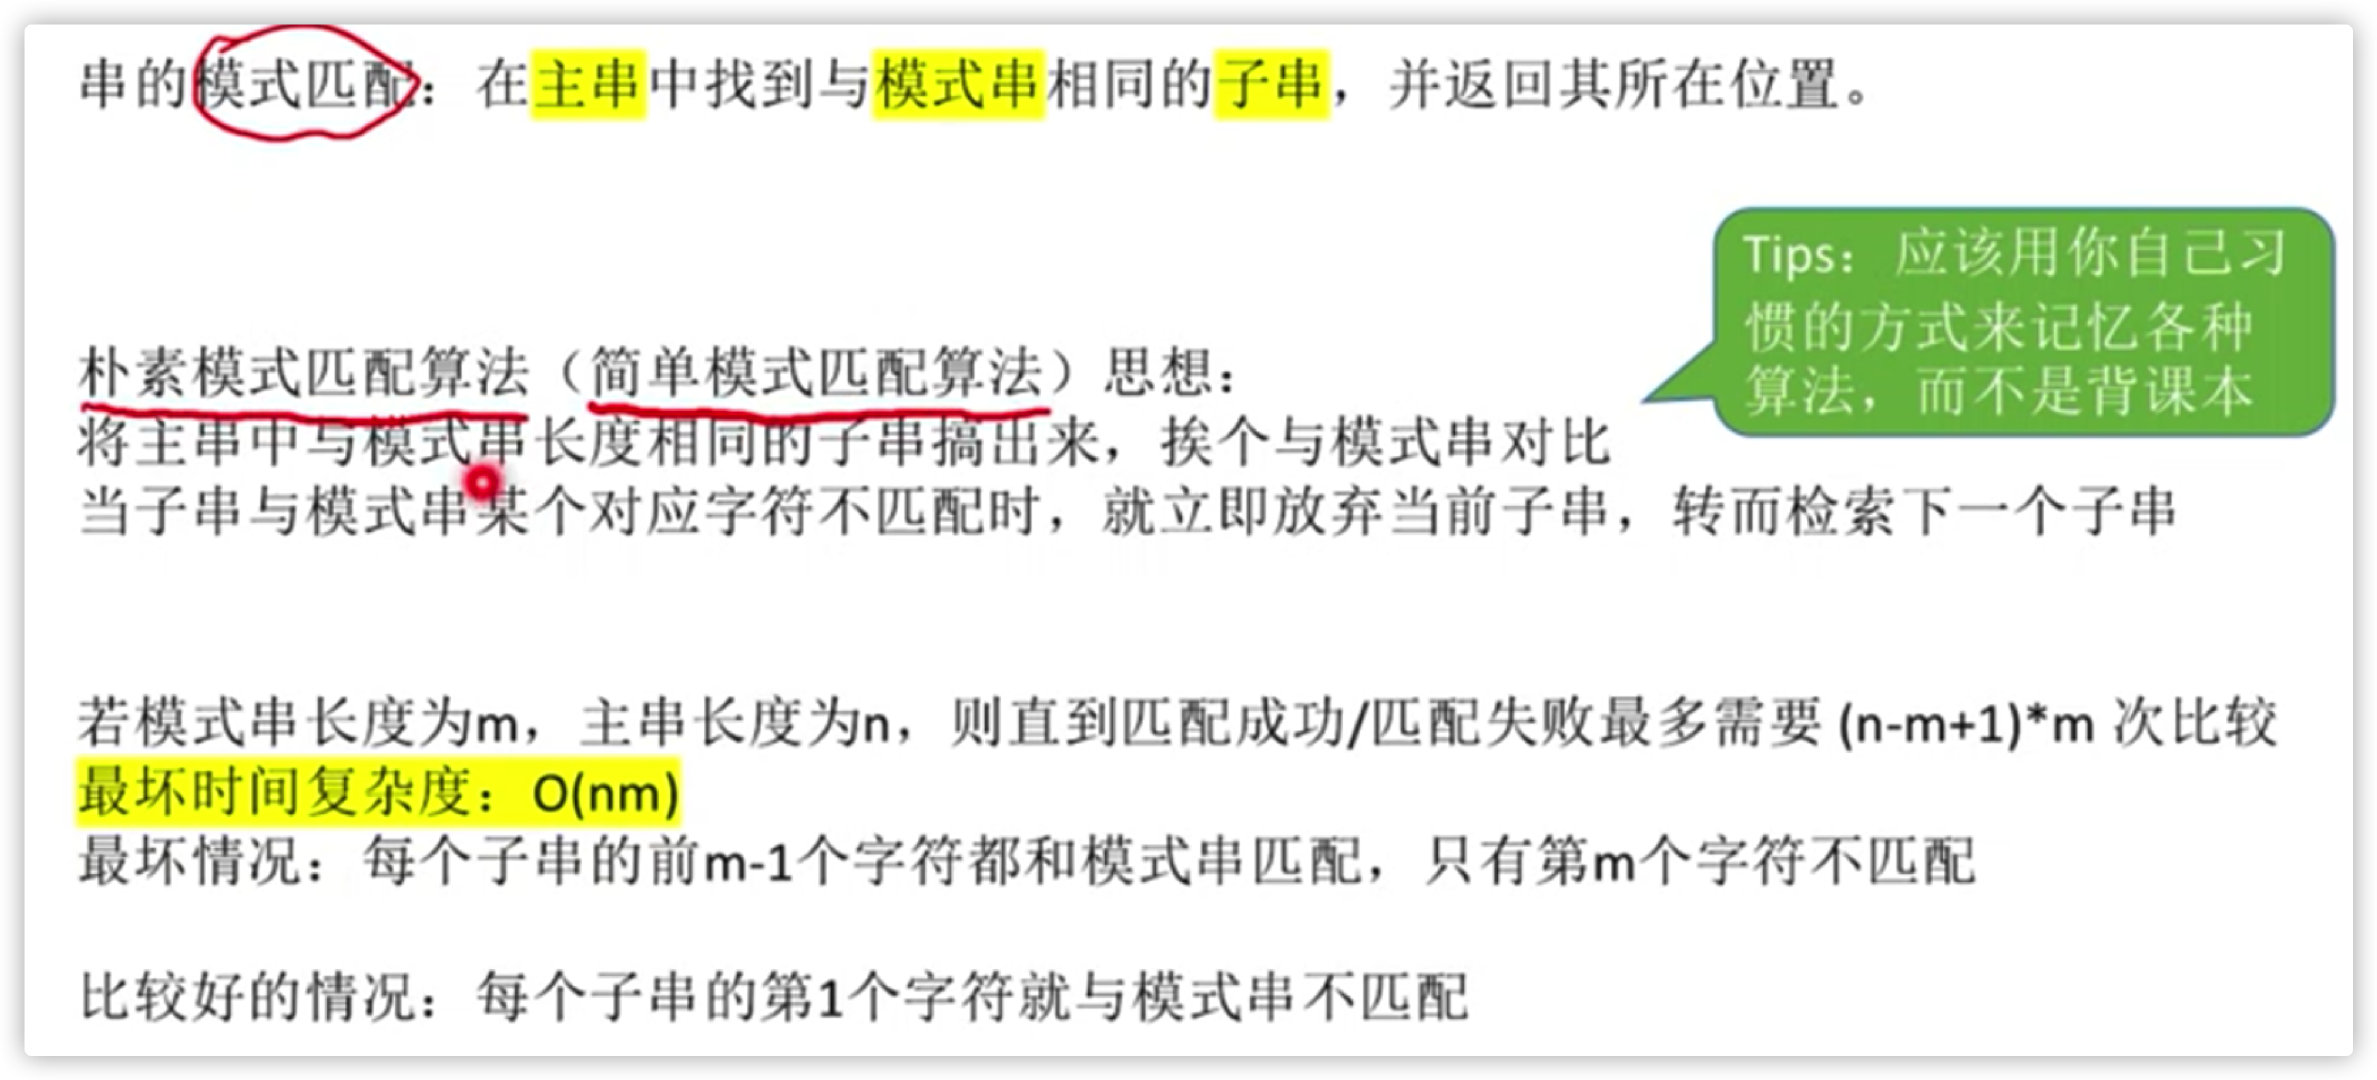 串的模式匹配：在主串中找到与模式串相同的子串，并返回其所在位置。
Tips：应该用你自己习
惯的方式来记忆各种
算法，而不是背课本
朴素模式匹配算法（简单模式匹配算法）思想：
将主串中与模式串长度相同的子串搞出来，挨个与模式串对比
当子串与模式串某个对应字符不匹配时，就立即放弃当前子串，转而检索下一个子串
若模式串长度为m，主串长度为n，则直到匹配成功/匹配失败最多需要 (n-m+1)*m 次比较
最坏时间复杂度：O(nm)
最坏情况：每个子串的前m-1个字符都和模式串匹配，只有第m个字符不匹配
比较好的情况：每个子串的第1个字符就与模式串不匹配